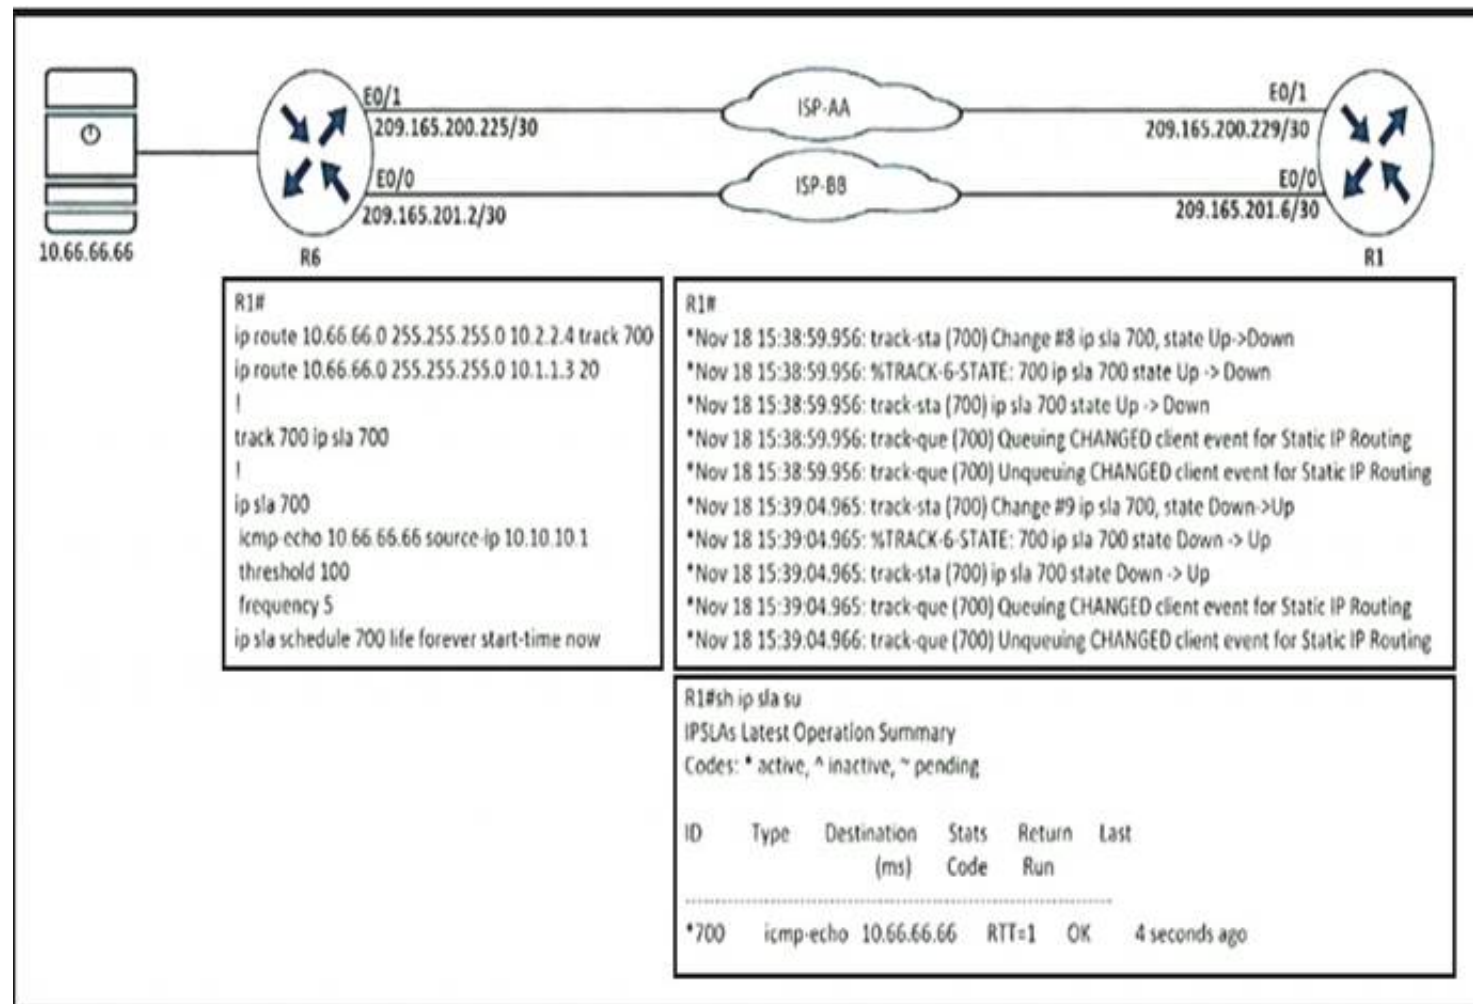 E0/1
209.165.200.225/30
ISP-AA
E0/1
209.165.200.229/30
E0/0
209.165.201.2/30
ISP-BB
E0/0
209.165.201.6/30
10.66.66.66
R6
R1
R1#
ip route 10.66.66.0 255.255.255.0 10.2.2.4 track 700
ip route 10.66.66.0 255.255.255.0 10.1.1.3 20
!
track 700 ip sla 700
!
ip sla 700
icmp-echo 10.66.66.66 source-ip 10.10.10.1
threshold 100
frequency 5
ip sla schedule 700 life forever start-time now
R1#
*Nov 18 15:38:59.956: track-sta (700) Change #8 ip sla 700, state Up->Down
*Nov 18 15:38:59.956: %TRACK-6-STATE: 700 ip sla 700 state Up -> Down
*Nov 18 15:38:59.956: track-sta (700) ip sla 700 state Up -> Down
*Nov 18 15:38:59.956: track-que (700) Queuing CHANGED client event for Static IP Routing
*Nov 18 15:38:59.956: track-que (700) Unqueuing CHANGED client event for Static IP Routing
*Nov 18 15:39:04.965: track-sta (700) Change #9 ip sla 700, state Down->Up
*Nov 18 15:39:04.965: %TRACK-6-STATE: 700 ip sla 700 state Down -> Up
*Nov 18 15:39:04.965: track-sta (700) ip sla 700 state Down -> Up
*Nov 18 15:39:04.965: track-que (700) Queuing CHANGED client event for Static IP Routing
*Nov 18 15:39:04.966: track-que (700) Unqueuing CHANGED client event for Static IP Routing
R1#sh ip sla su
IPSLAs Latest Operation Summary
Codes: * active, ^ inactive, ~ pending
ID Type Destination Stats Return Last
(ms) Code Run
*700 icmp-echo 10.66.66.66 RTT=1 OK 4 seconds ago